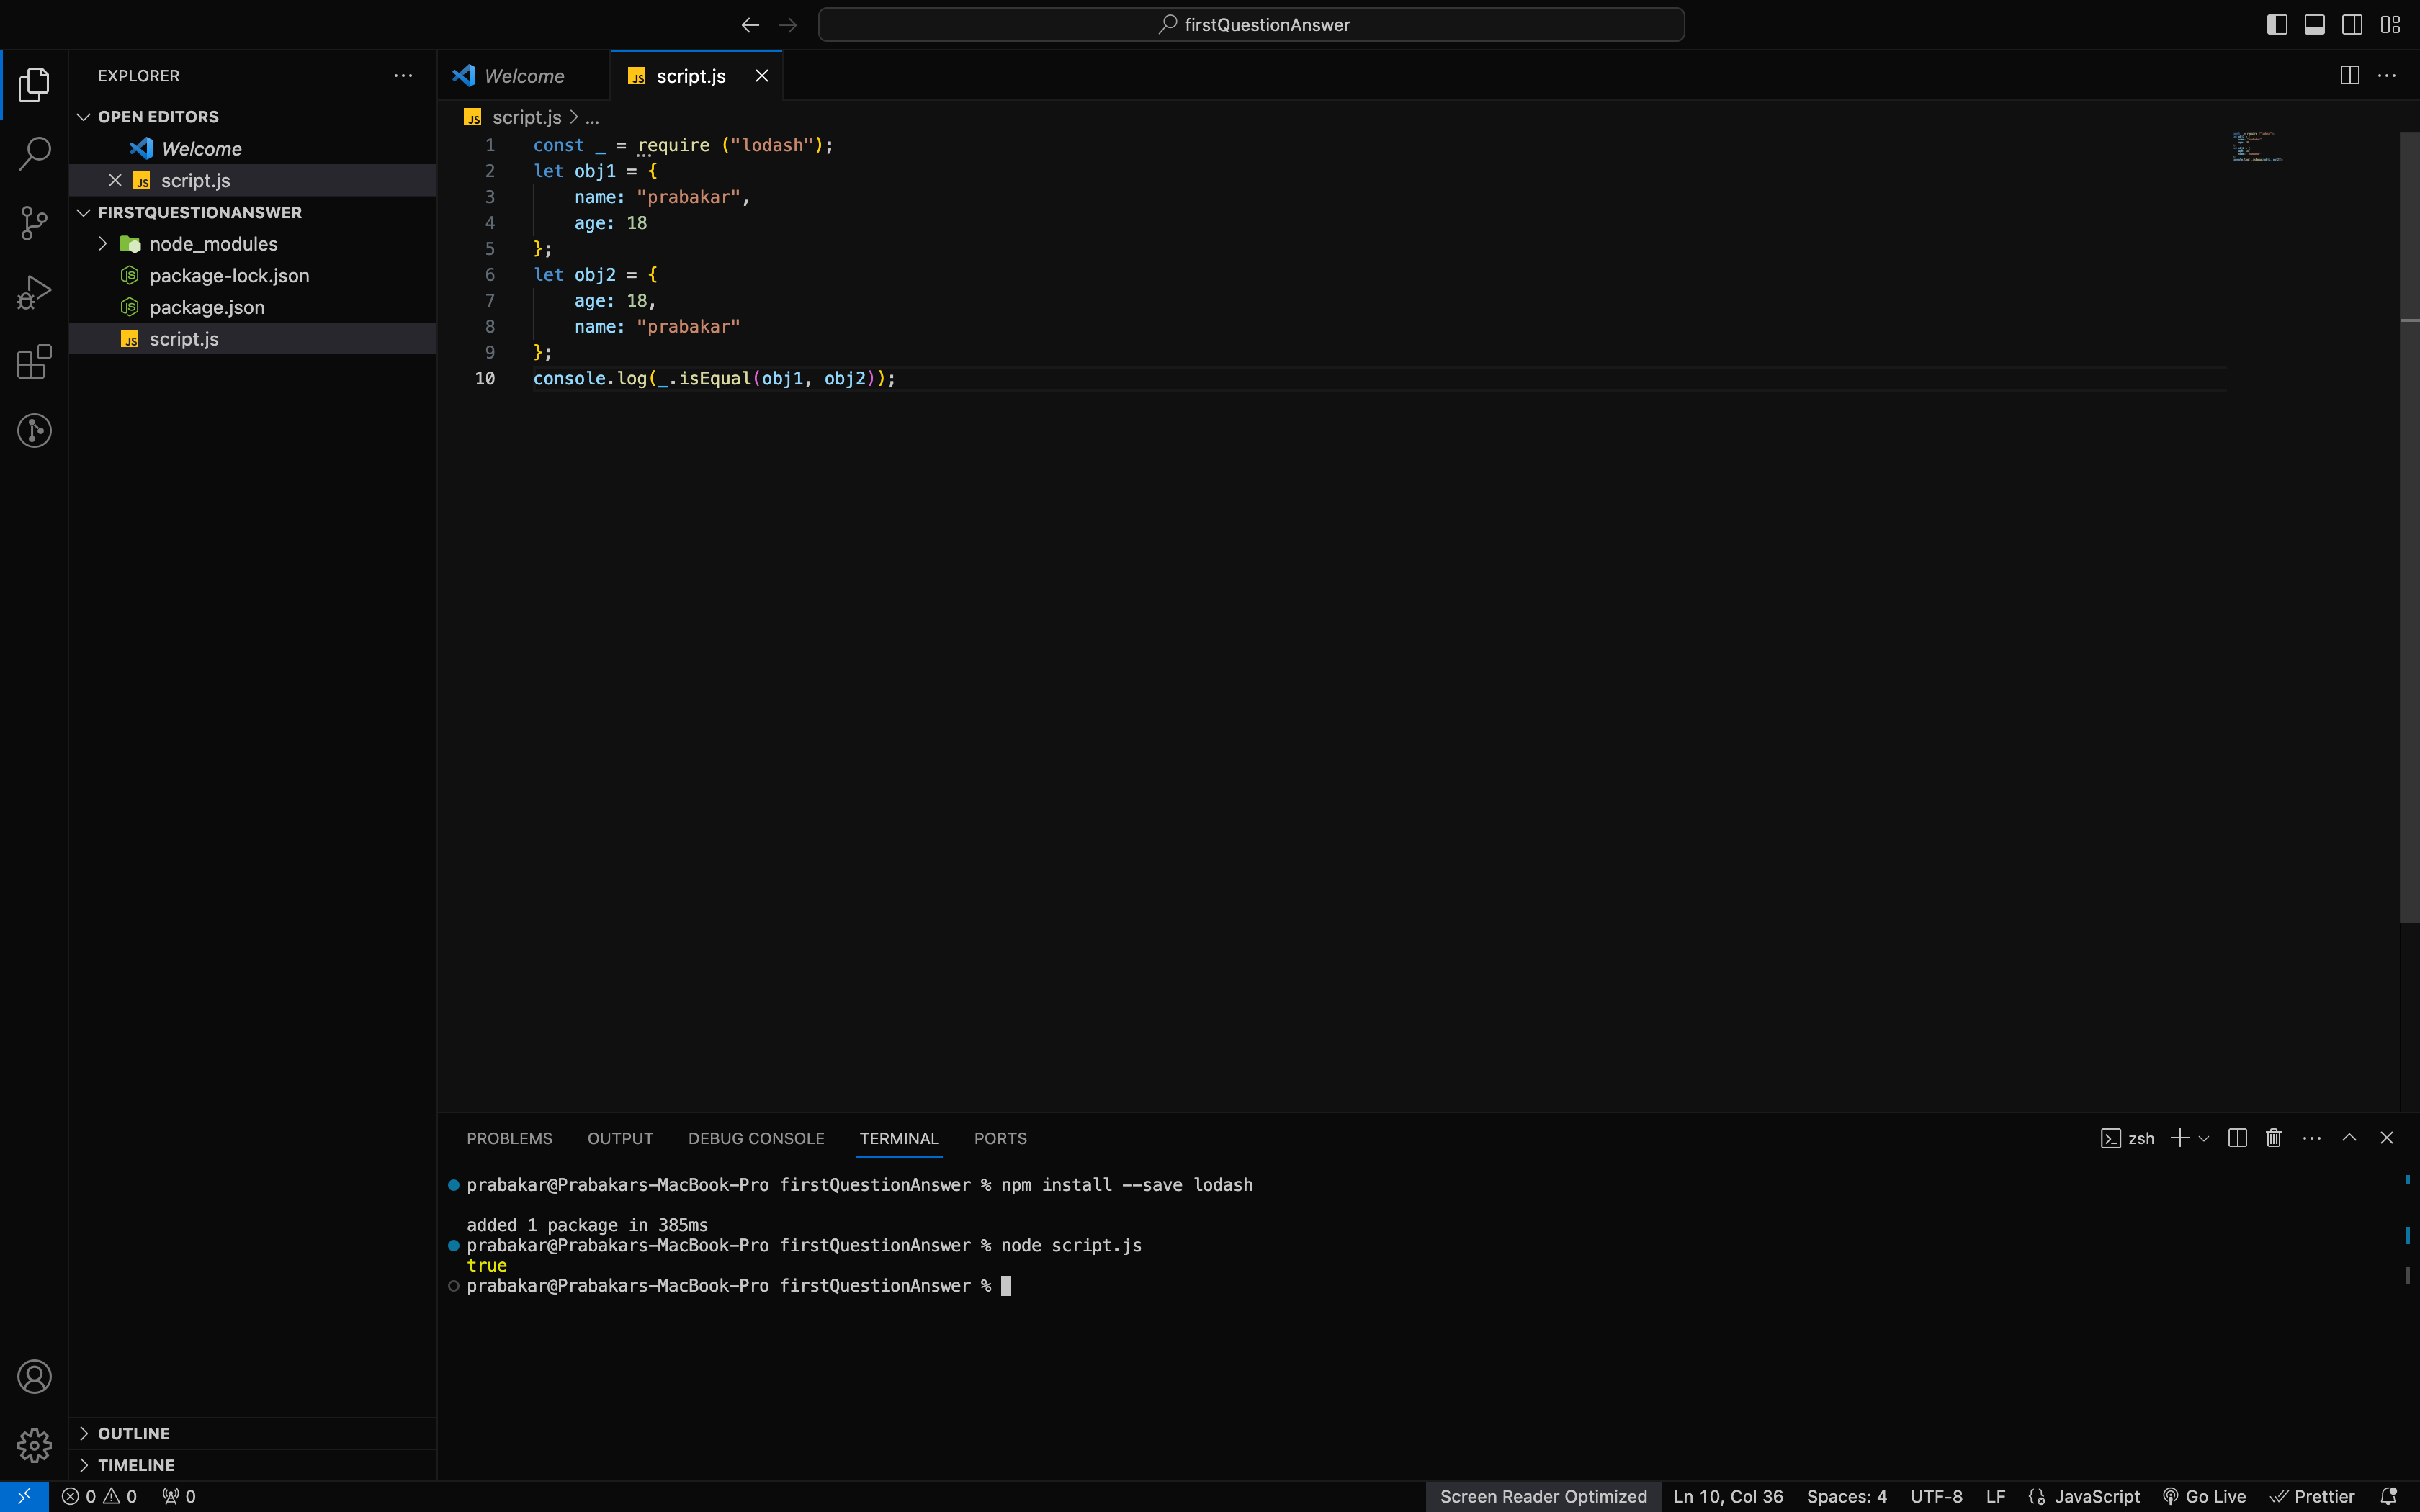 firstQuestionAnswer
EXPLORER
OPEN EDITORS
Welcome
script.js
FIRSTQUESTIONANSWER
node_modules
package-lock.json
package.json
script.js
OUTLINE
TIMELINE
Welcome
script.js
script.js > ...
1 const _ = require ("lodash");
2 let obj1 = {
3 name: "prabakar",
4 age: 18
5 };
6 let obj2 = {
7 age: 18,
8 name: "prabakar"
9 };
10 console.log(_.isEqual(obj1, obj2));
PROBLEMS OUTPUT DEBUG CONSOLE TERMINAL PORTS
zsh
prabakar@Prabakars-MacBook-Pro firstQuestionAnswer % npm install --save lodash
added 1 package in 385ms
prabakar@Prabakars-MacBook-Pro firstQuestionAnswer % node script.js
true
prabakar@Prabakars-MacBook-Pro firstQuestionAnswer %
0 0 0 Screen Reader Optimized Ln 10, Col 36 Spaces: 4 UTF-8 LF JavaScript Go Live Prettier